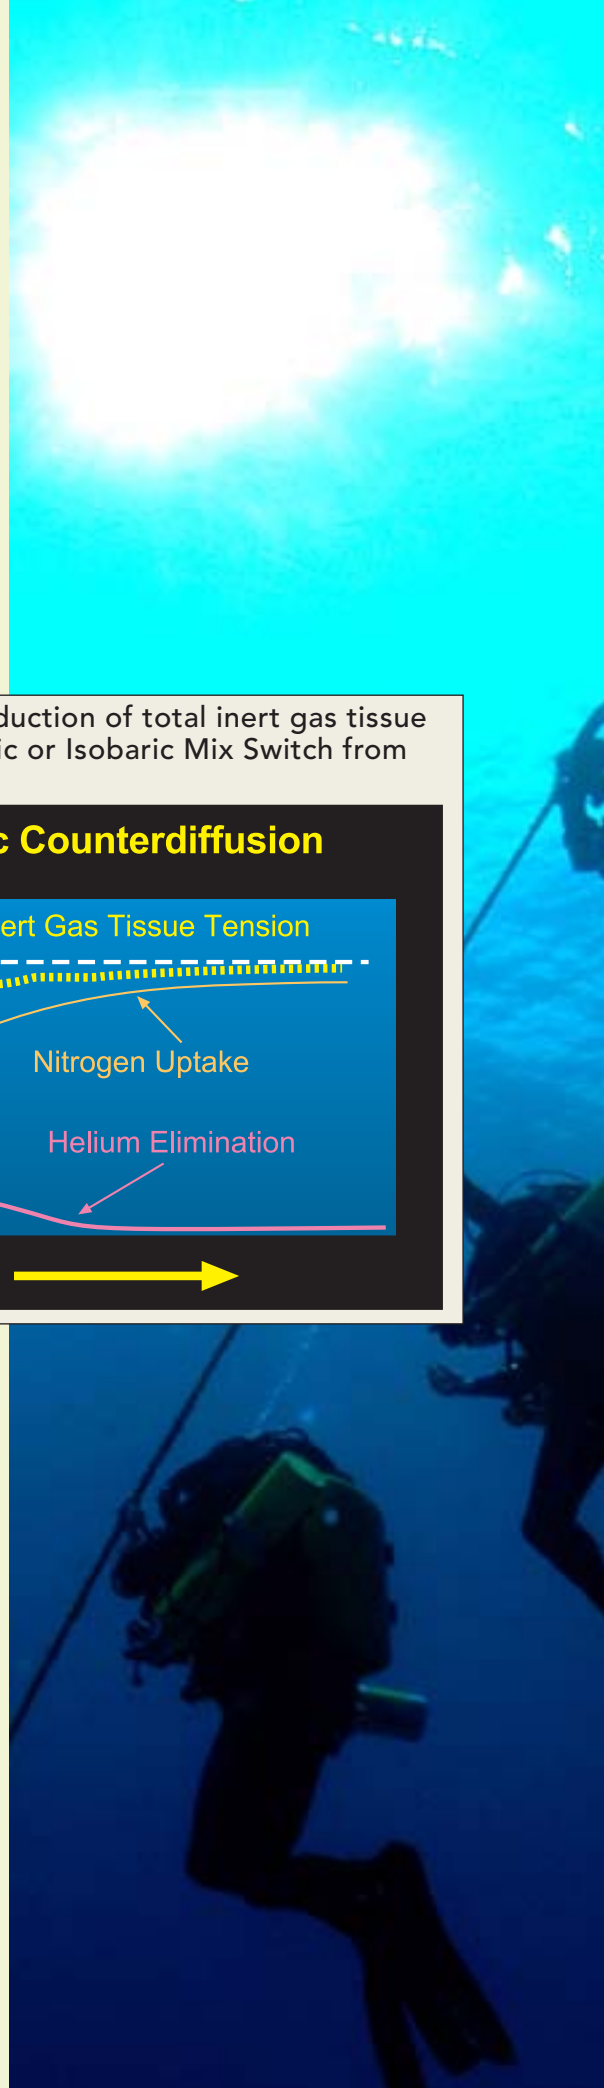 duction of total inert gas tissue
ic or Isobaric Mix Switch from
c Counterdiffusion
ert Gas Tissue Tension
Nitrogen Uptake
Helium Elimination